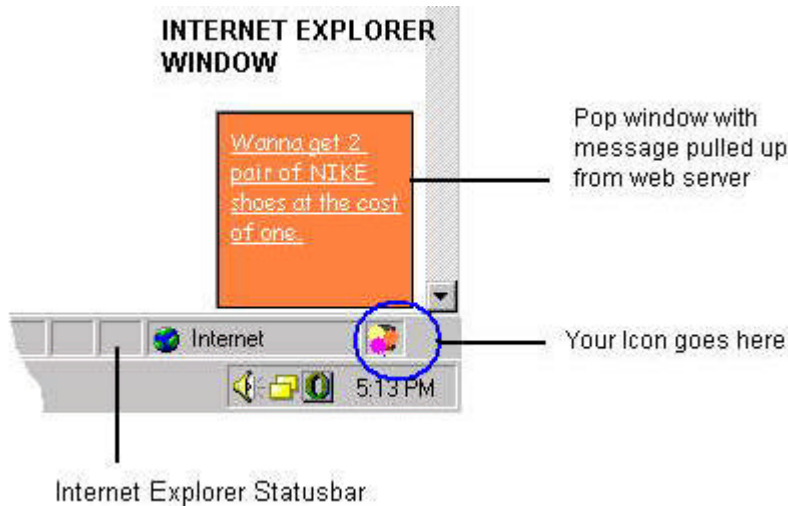 INTERNET EXPLORER
WINDOW
Wanna get 2
pair of NIKE
shoes at the cost
of one.
Pop window with
message pulled up
from web server
Internet
Your Icon goes here
5:13 PM
Internet Explorer Statusbar